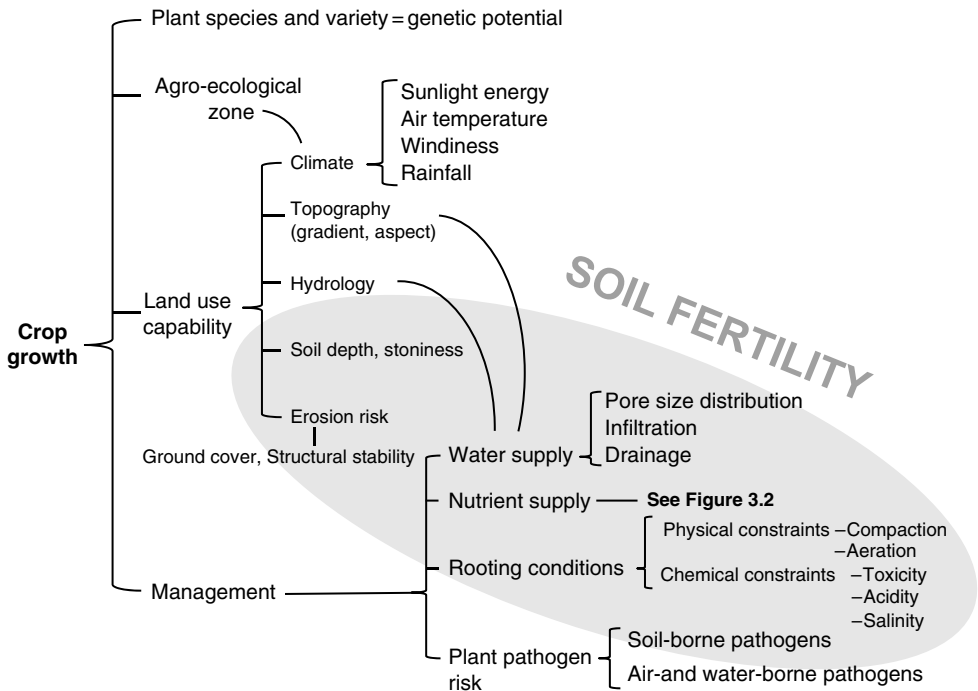 Plant species and variety = genetic potential
Agro-ecological
zone
Sunlight energy
Air temperature
Windiness
Rainfall
Climate
Topography
(gradient, aspect)
Hydrology
SOIL FERTILITY
Land use
capability
Crop
growth
Soil depth, stoniness
Erosion risk
Ground cover, Structural stability
Pore size distribution
Infiltration
Drainage
Water supply
Nutrient supply
See Figure 3.2
Physical constraints –Compaction
–Aeration
Rooting conditions
Chemical constraints –Toxicity
–Acidity
–Salinity
Management
Plant pathogen
risk
Soil-borne pathogens
Air-and water-borne pathogens